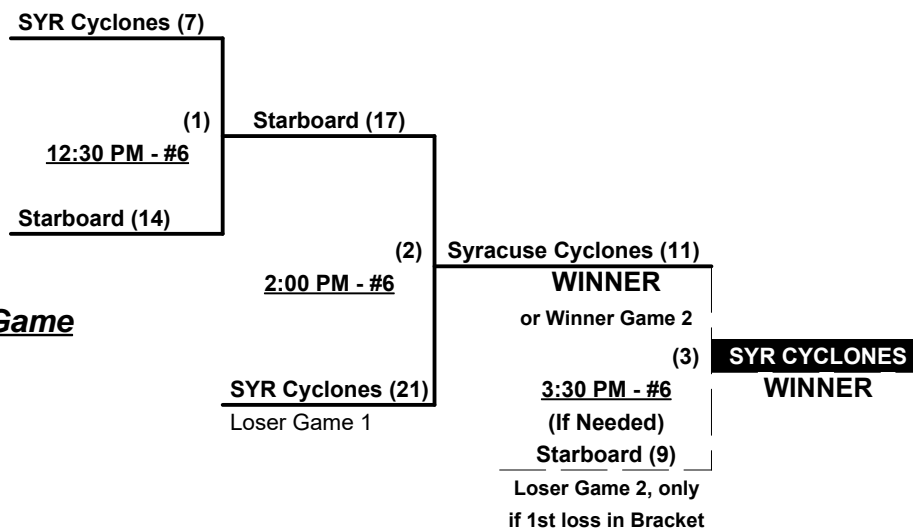 SYR Cyclones (7)
(1)
Starboard (17)
12:30 PM - #6
Starboard (14)
(2)
Syracuse Cyclones (11)
2:00 PM - #6
WINNER
or Winner Game 2
Game
(3)
SYR CYCLONES
SYR Cyclones (21)
3:30 PM - #6
WINNER
Loser Game 1
(If Needed)
Starboard (9)
Loser Game 2, only
if 1st loss in Bracket